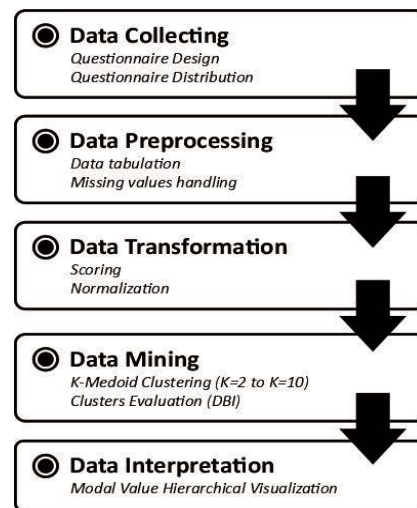 Data Collecting
Questionnaire Design
Questionnaire Distribution
Data Preprocessing
Data tabulation
Missing values handling
Data Transformation
Scoring
Normalization
Data Mining
K-Medoid Clustering (K=2 to K=10)
Clusters Evaluation (DBI)
Data Interpretation
Modal Value Hierarchical Visualization